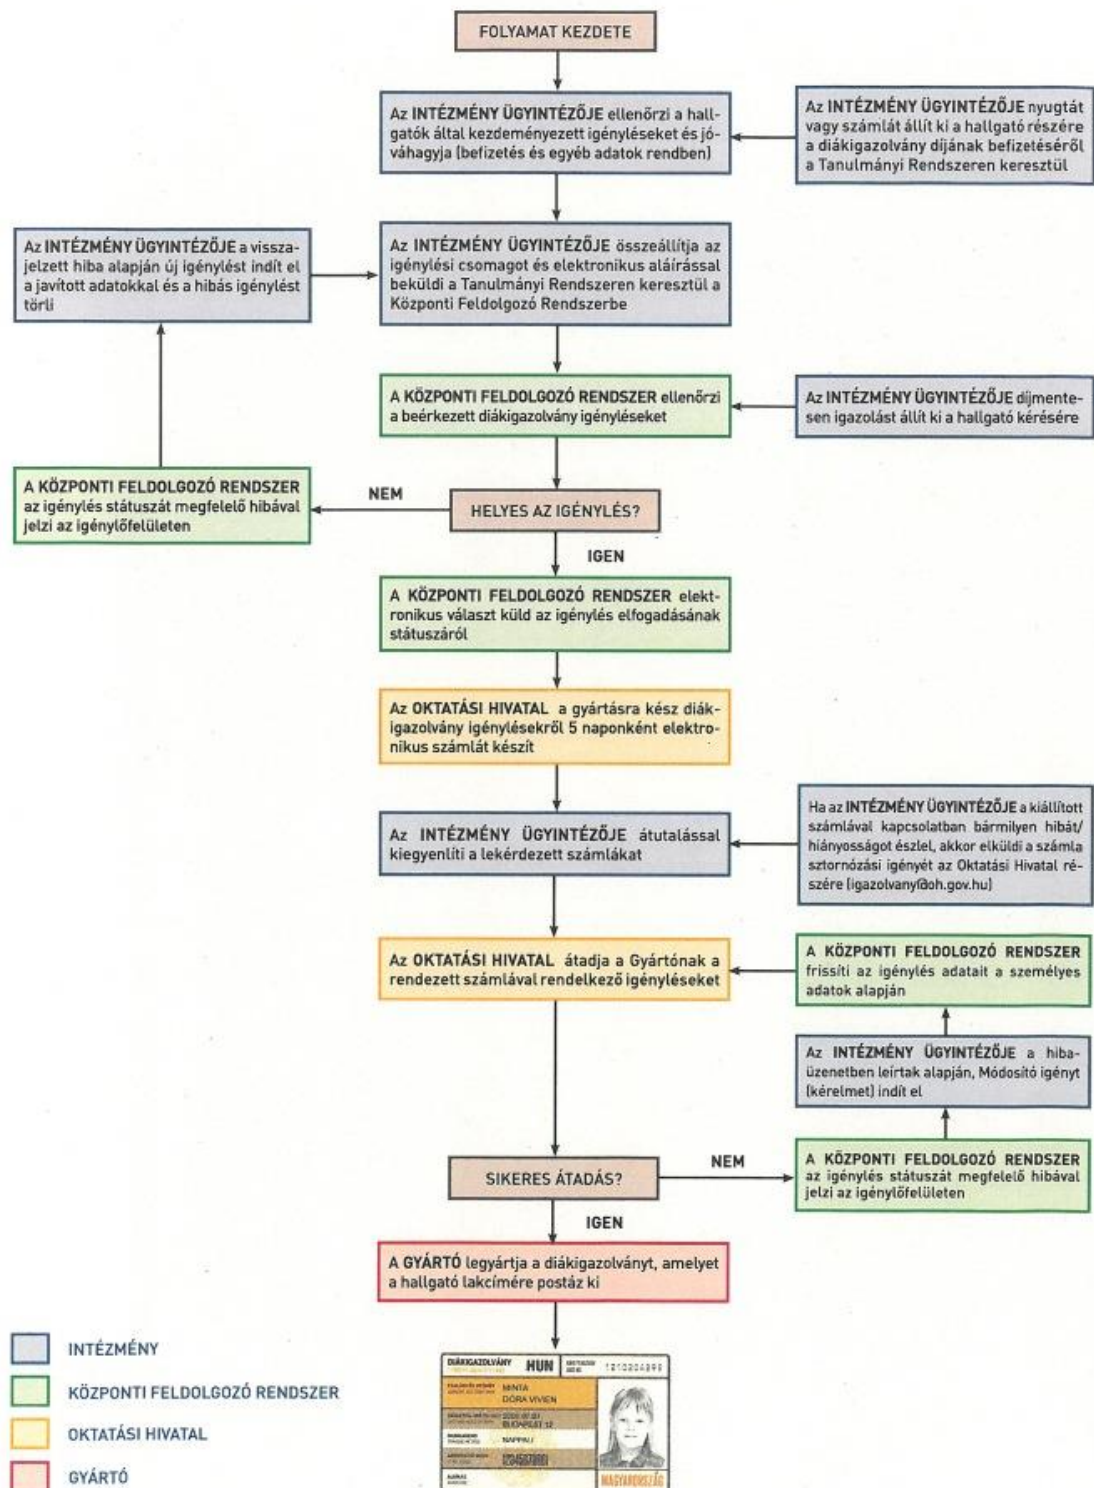 FOLYAMAT KEZDETE
Az INTÉZMÉNY ÜGYINTÉZŐJE ellenőrzi a hall-
gatók által kezdeményezett igényléseket és jó-
váhagyja (befizetés és egyéb adatok rendben)
Az INTÉZMÉNY ÜGYINTÉZŐJE nyugtát
vagy számlát állít ki a hallgató részére
a diákigazolvány díjának befizetéséről
a Tanulmányi Rendszeren keresztül
Az INTÉZMÉNY ÜGYINTÉZŐJE a vissza-
jelzett hiba alapján új igénylést indít el
a javított adatokkal és a hibás igénylést
törli
Az INTÉZMÉNY ÜGYINTÉZŐJE összeállítja az
igénylési csomagot és elektronikus aláírással
beküldi a Tanulmányi Rendszeren keresztül a
Központi Feldolgozó Rendszerbe
A KÖZPONTI FELDOLGOZÓ RENDSZER ellenőrzi
a beérkezett diákigazolvány igényléseket
Az INTÉZMÉNY ÜGYINTÉZŐJE díjmente-
sen igazolást állít ki a hallgató kérésére
A KÖZPONTI FELDOLGOZÓ RENDSZER
az igénylés státuszát megfelelő hibával
jelzi az igénylőfelületen
NEM
HELYES AZ IGÉNYLÉS?
IGEN
A KÖZPONTI FELDOLGOZÓ RENDSZER elekt-
ronikus választ küld az igénylés elfogadásának
státuszáról
Az OKTATÁSI HIVATAL a gyártásra kész diák-
igazolvány igénylésekről 5 naponként elektro-
nikus számlát készít
Az INTÉZMÉNY ÜGYINTÉZŐJE átutalással
kiegyenlíti a lekérdezett számlákat
Ha az INTÉZMÉNY ÜGYINTÉZŐJE a kiállított
számlával kapcsolatban bármilyen hibát/
hiányosságot észlel, akkor elküldi a számla
sztornózási igényét az Oktatási Hivatal ré-
szére (igazolvany@oh.gov.hu)
Az OKTATÁSI HIVATAL átadja a Gyártónak a
rendezett számlával rendelkező igényléseket
A KÖZPONTI FELDOLGOZÓ RENDSZER
frissíti az igénylés adatait a személyes
adatok alapján
Az INTÉZMÉNY ÜGYINTÉZŐJE a hiba-
üzenetben leírtak alapján, Módosító igényt
(kérelmet) indít el
SIKERES ÁTADÁS?
NEM
A KÖZPONTI FELDOLGOZÓ RENDSZER
az igénylés státuszát megfelelő hibával
jelzi az igénylőfelületen
IGEN
A GYÁRTÓ legyártja a diákigazolványt, amelyet
a hallgató lakcímére postáz ki
INTÉZMÉNY
KÖZPONTI FELDOLGOZÓ RENDSZER
OKTATÁSI HIVATAL
GYÁRTÓ
DIÁKIGAZOLVÁNY HUN
MINTA
DÓRA VIVIEN
BUDAPEST 12
NAPPALI
MAGYARORSZÁG